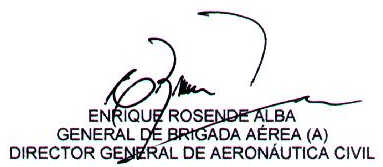 ENRIQUE ROSENDE ALBA
GENERAL DE BRIGADA AÉREA (A)
DIRECTOR GENERAL DE AERONÁUTICA CIVIL